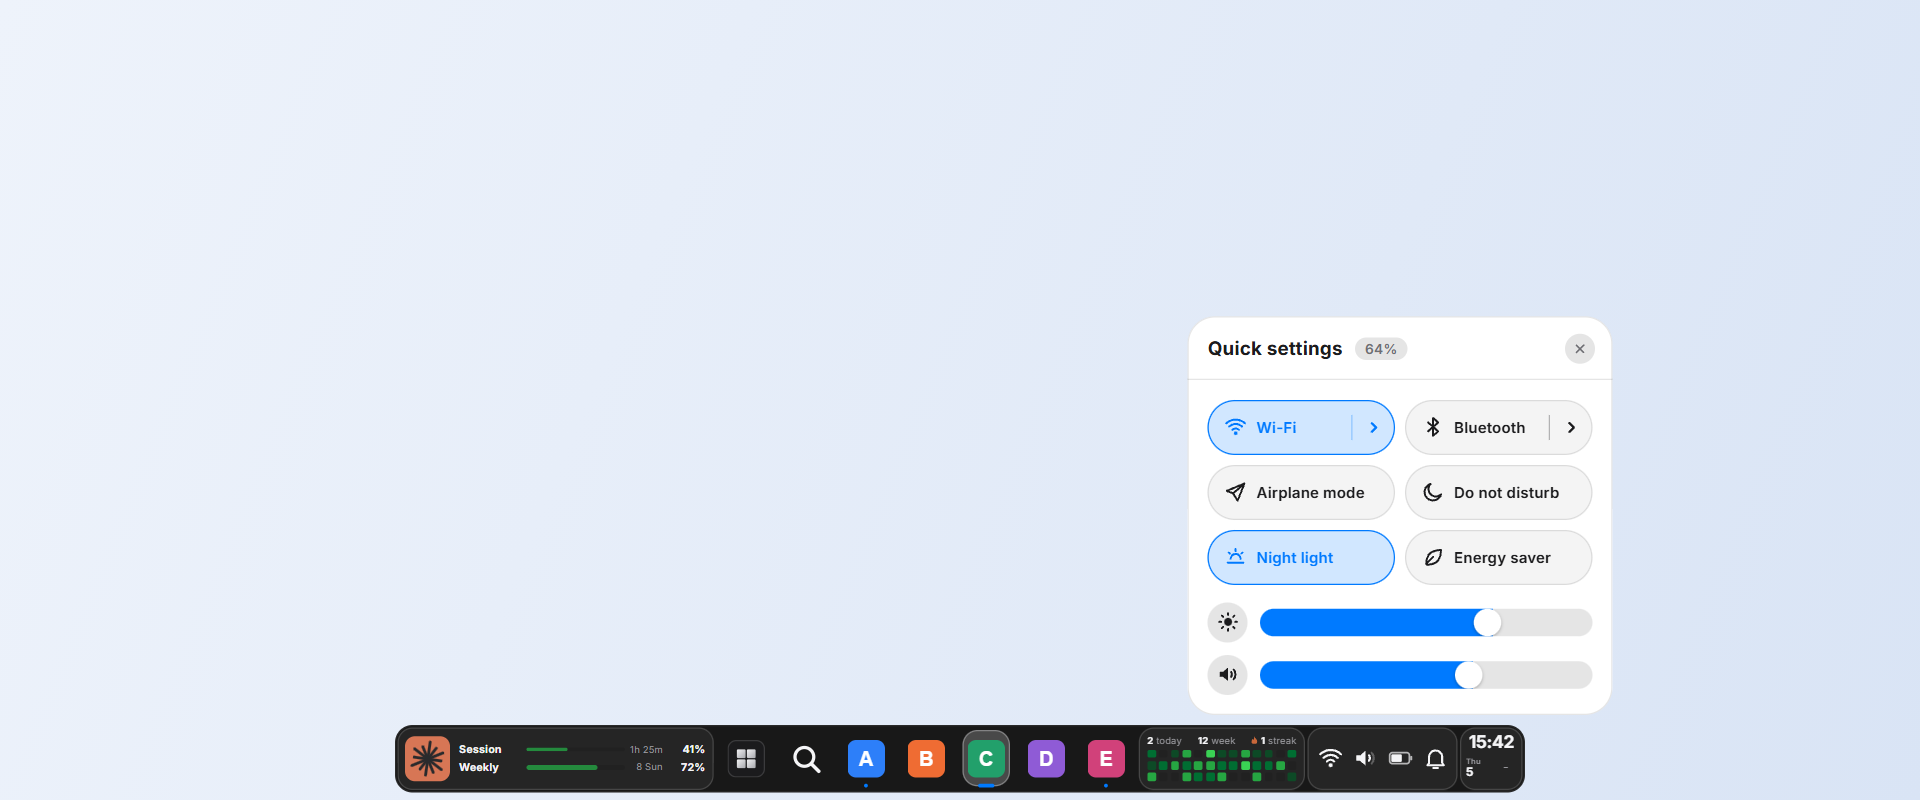 Quick settings 64%
Wi-Fi
Bluetooth
Airplane mode
Do not disturb
Night light
Energy saver
Session 1h 25m 41%
Weekly 8 Sun 72%
A B C D E
2 today 12 week 1 streak
15:42
Thu
5 –